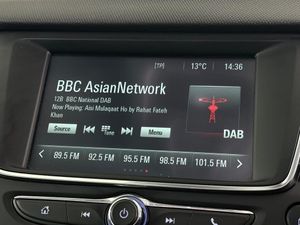 [TP] 13°C 14:36
BBC AsianNetwork
12B BBC National DAB
Now Playing: Aisi Mulaqaat Ho by Rahat Fateh
Khan
Source Tune Menu
DAB
89.5 FM 92.5 FM 95.5 FM 98.5 FM 101.5 FM